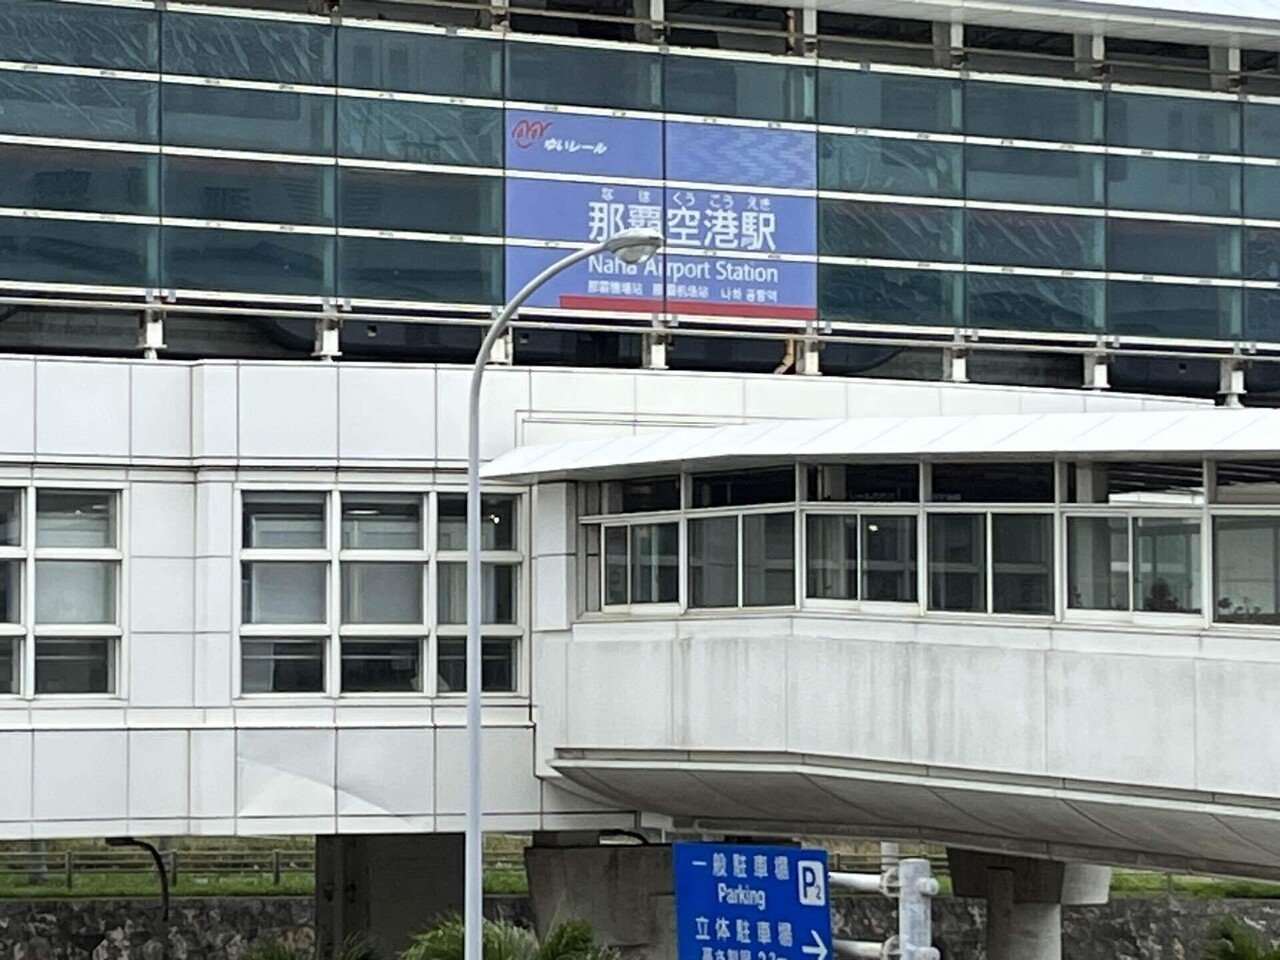 ゆいレール
な は くうこうえき
那覇空港駅
Naha Airport Station
那霸機場站 那霸机场站 나하 공항역
一般駐車場 P2
Parking
立体駐車場